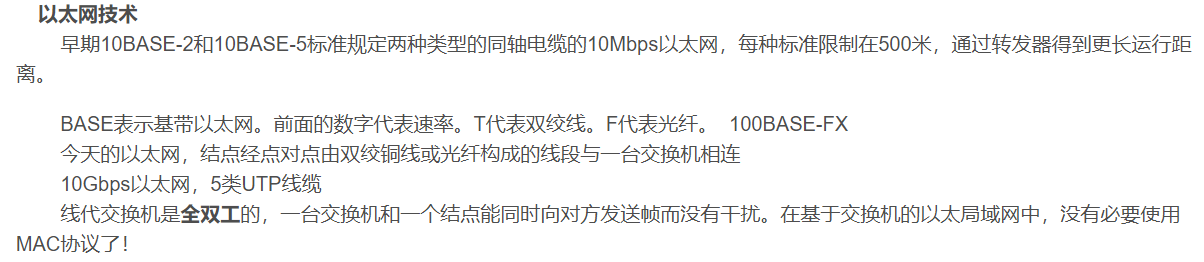 以太网技术
早期10BASE-2和10BASE-5标准规定两种类型的同轴电缆的10Mbps以太网，每种标准限制在500米，通过转发器得到更长运行距
离。
BASE表示基带以太网。前面的数字代表速率。T代表双绞线。F代表光纤。 100BASE-FX
今天的以太网，结点经点对点由双绞铜线或光纤构成的线段与一台交换机相连
10Gbps以太网，5类UTP线缆
线代交换机是全双工的，一台交换机和一个结点能同时向对方发送帧而没有干扰。在基于交换机的以太局域网中，没有必要使用
MAC协议了！